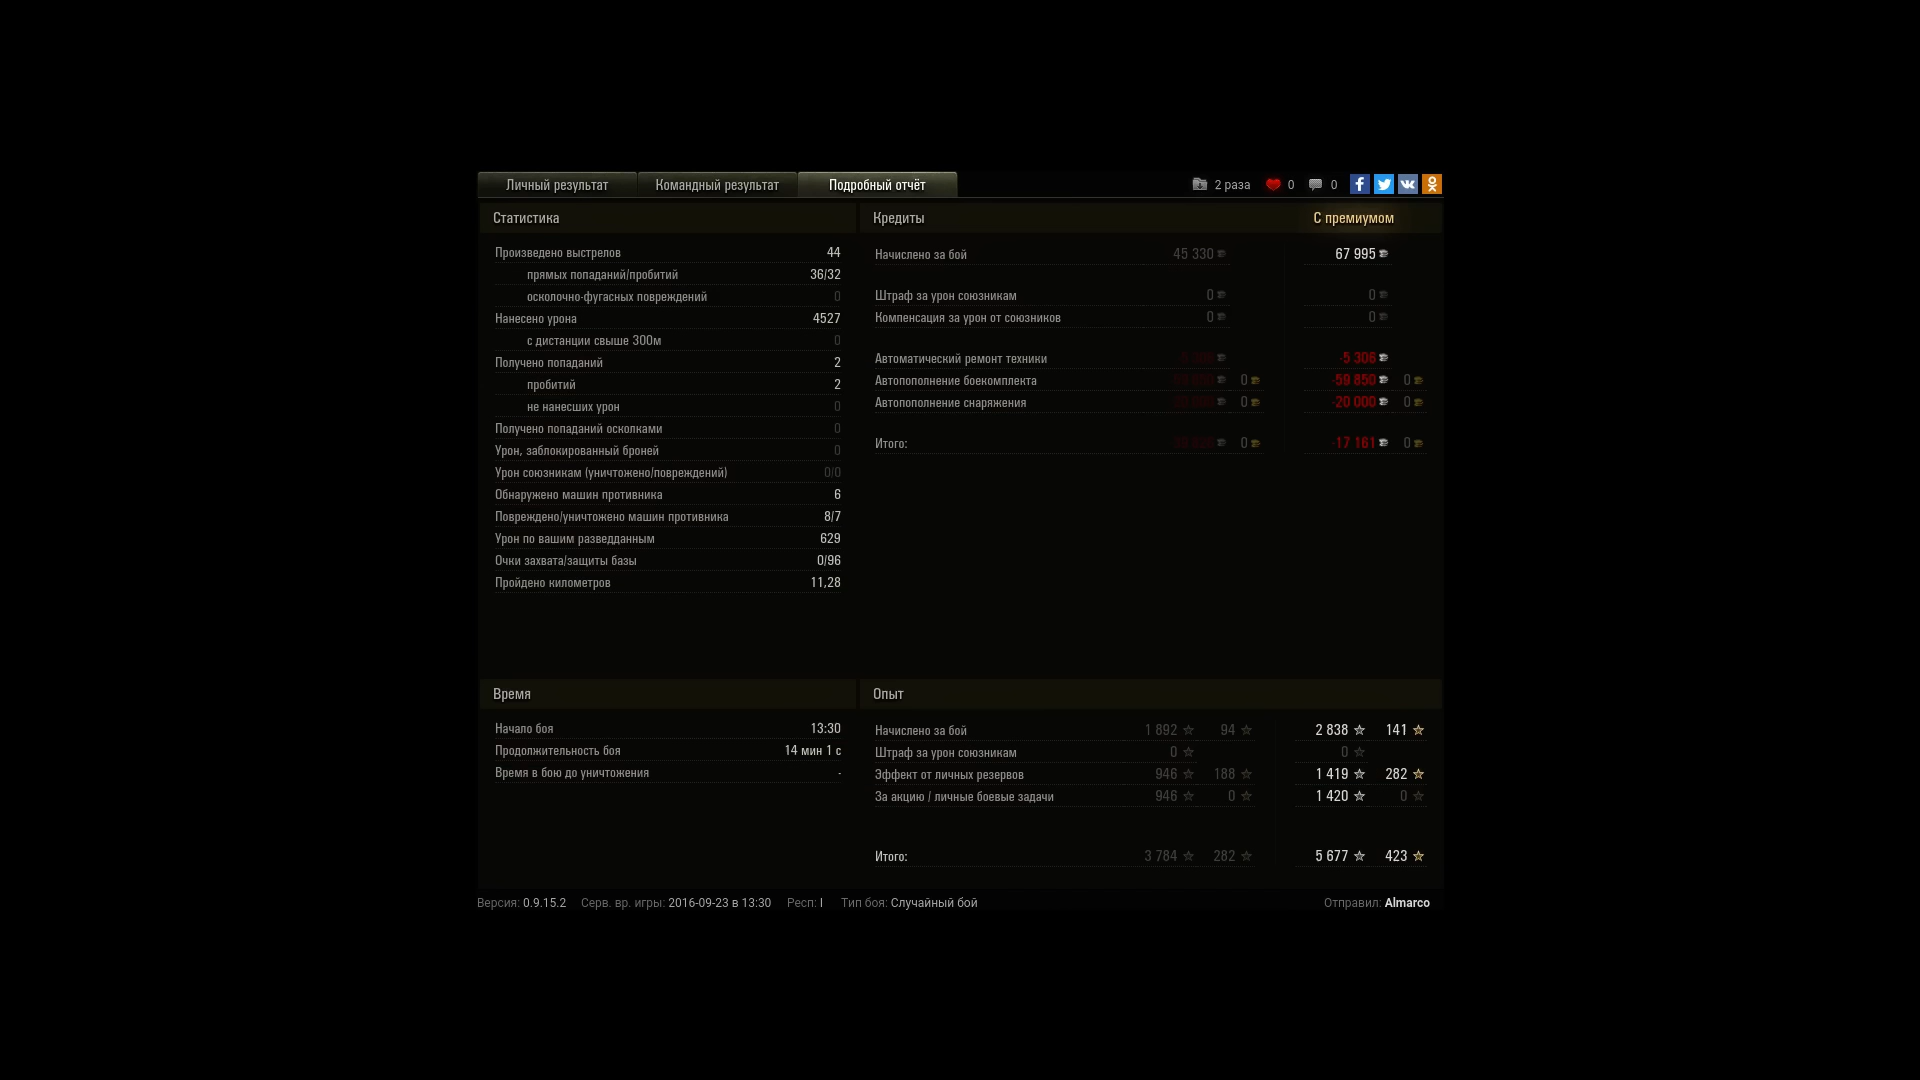 Личный результат Командный результат Подробный отчёт 2 раза 0 0
Статистика
Произведено выстрелов 44
прямых попаданий/пробитий 36/32
осколочно-фугасных повреждений 0
Нанесено урона 4527
с дистанции свыше 300м 0
Получено попаданий 2
пробитий 2
не нанесших урон 0
Получено попаданий осколками 0
Урон, заблокированный броней 0
Урон союзникам (уничтожено/повреждений) 0/0
Обнаружено машин противника 6
Повреждено/уничтожено машин противника 8/7
Урон по вашим разведданным 629
Очки захвата/защиты базы 0/96
Пройдено километров 11,28
Кредиты С премиумом
Начислено за бой 45 330 67 995
Штраф за урон союзникам 0 0
Компенсация за урон от союзников 0 0
Автоматический ремонт техники -5 306
Автопополнение боекомплекта 0 -59 850 0
Автопополнение снаряжения 0 -20 000 0
Итого: 0 -17 161 0
Время
Начало боя 13:30
Продолжительность боя 14 мин 1 с
Время в бою до уничтожения -
Опыт
Начислено за бой 1 892 94 2 838 141
Штраф за урон союзникам 0 0
Эффект от личных резервов 946 188 1 419 282
За акцию / личные боевые задачи 946 0 1 420 0
Итого: 3 784 282 5 677 423
Версия: 0.9.15.2 Серв. вр. игры: 2016-09-23 в 13:30 Респ: I Тип боя: Случайный бой Отправил: Almarco